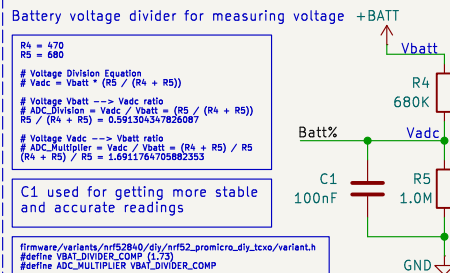 Battery voltage divider for measuring voltage
+BATT
R4 = 470
R5 = 680
# Voltage Division Equation
# Vadc = Vbatt * (R5 / (R4 + R5))
# Voltage Vbatt --> Vadc ratio
# ADC_Division = Vadc / Vbatt = (R5 / (R4 + R5))
R5 / (R4 + R5) = 0.591304347826087
# Voltage Vadc --> Vbatt ratio
# ADC_Multiplier = Vadc / Vbatt = (R4 + R5) / R5
(R4 + R5) / R5 = 1.6911764705882353
Vbatt
R4
680K
Batt%
Vadc
C1
100nF
R5
1.0M
C1 used for getting more stable
and accurate readings
firmware/variants/nrf52840/diy/nrf52_promicro_diy_tcxo/variant.h
#define VBAT_DIVIDER_COMP (1.73)
#define ADC_MULTIPLIER VBAT_DIVIDER_COMP
GND